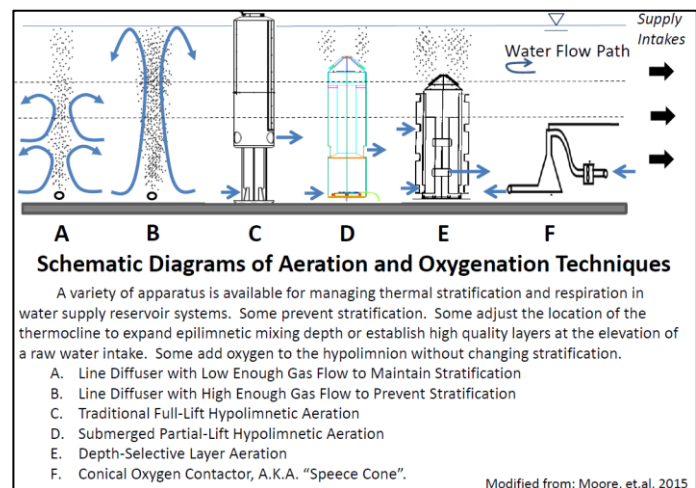 Supply
Intakes
Water Flow Path
A B C D E F
Schematic Diagrams of Aeration and Oxygenation Techniques
A variety of apparatus is available for managing thermal stratification and respiration in
water supply reservoir systems. Some prevent stratification. Some adjust the location of the
thermocline to expand epilimnetic mixing depth or establish high quality layers at the elevation of
a raw water intake. Some add oxygen to the hypolimnion without changing stratification.
A. Line Diffuser with Low Enough Gas Flow to Maintain Stratification
B. Line Diffuser with High Enough Gas Flow to Prevent Stratification
C. Traditional Full-Lift Hypolimnetic Aeration
D. Submerged Partial-Lift Hypolimnetic Aeration
E. Depth-Selective Layer Aeration
F. Conical Oxygen Contactor, A.K.A. “Speece Cone”.
Modified from: Moore, et.al. 2015